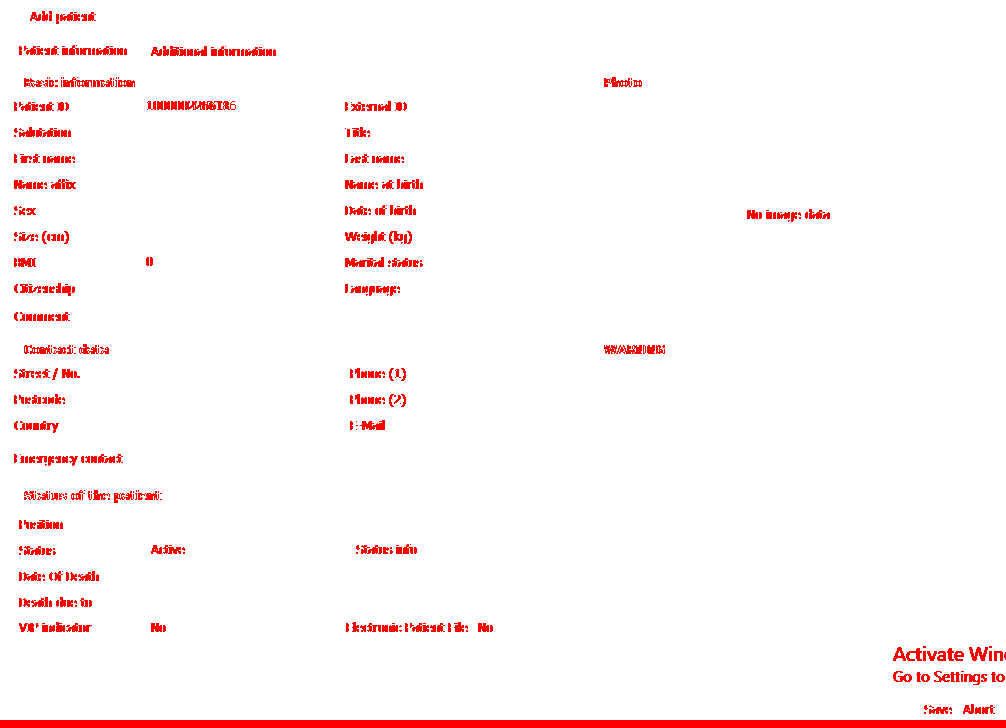 Add patient
Patient information Additional information
Basic information Photo
Patient ID External ID
Salutation Title
First name Last name
Name affix Name at birth
Sex Date of birth
No image data
Size (cm) Weight (kg)
BMI 0 Marital status
Citizenship Language
Comment
Contact data WARNING
Street / No. Phone (1)
Postcode Phone (2)
Country E-Mail
Emergency contact
Status of the patient
Position
Status Active Status info
Date Of Death
Death due to
VIP indicator No Electronic Patient File No
Activate Win
Go to Settings to
Save Abort